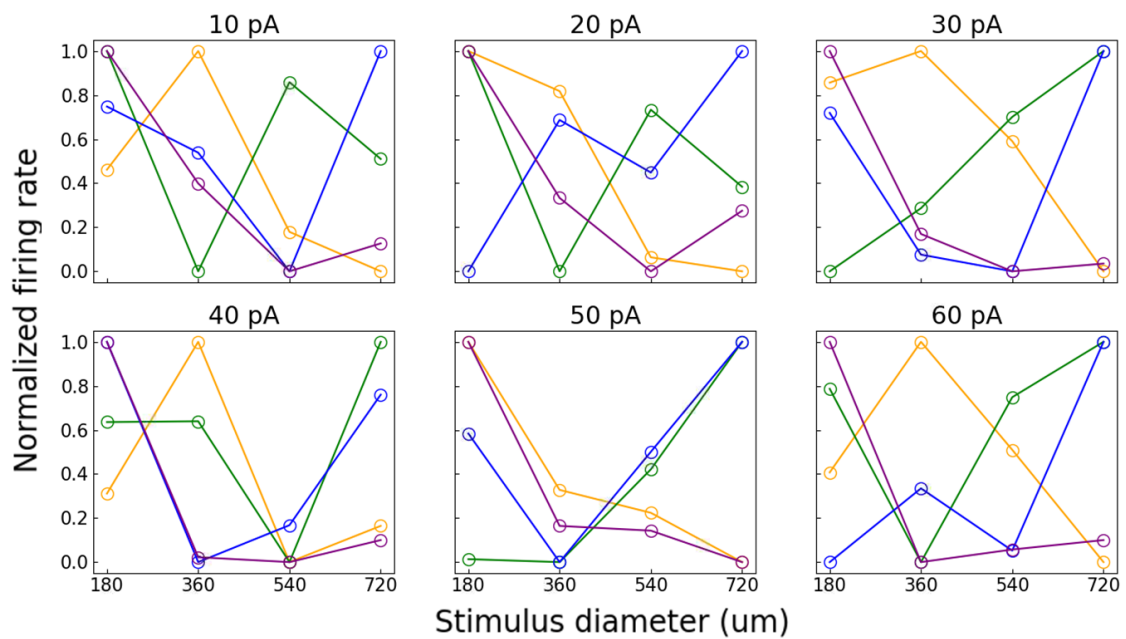 10 pA
20 pA
30 pA
1.0
0.8
0.6
0.4
0.2
0.0
40 pA
50 pA
60 pA
1.0
0.8
0.6
0.4
0.2
0.0
180 360 540 720
180 360 540 720
180 360 540 720
Normalized firing rate
Stimulus diameter (um)